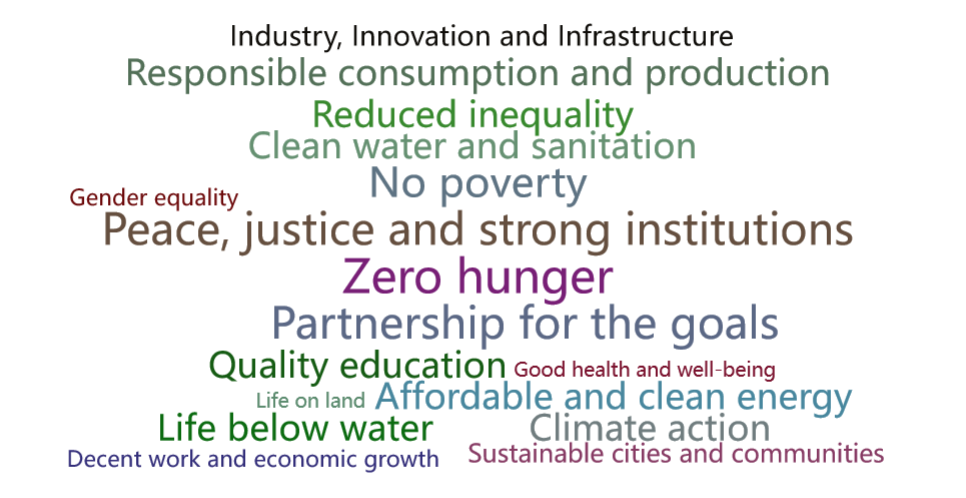 Industry, Innovation and Infrastructure
Responsible consumption and production
Reduced inequality
Clean water and sanitation
No poverty
Gender equality
Peace, justice and strong institutions
Zero hunger
Partnership for the goals
Quality education
Good health and well-being
Life on land
Affordable and clean energy
Life below water
Climate action
Decent work and economic growth
Sustainable cities and communities